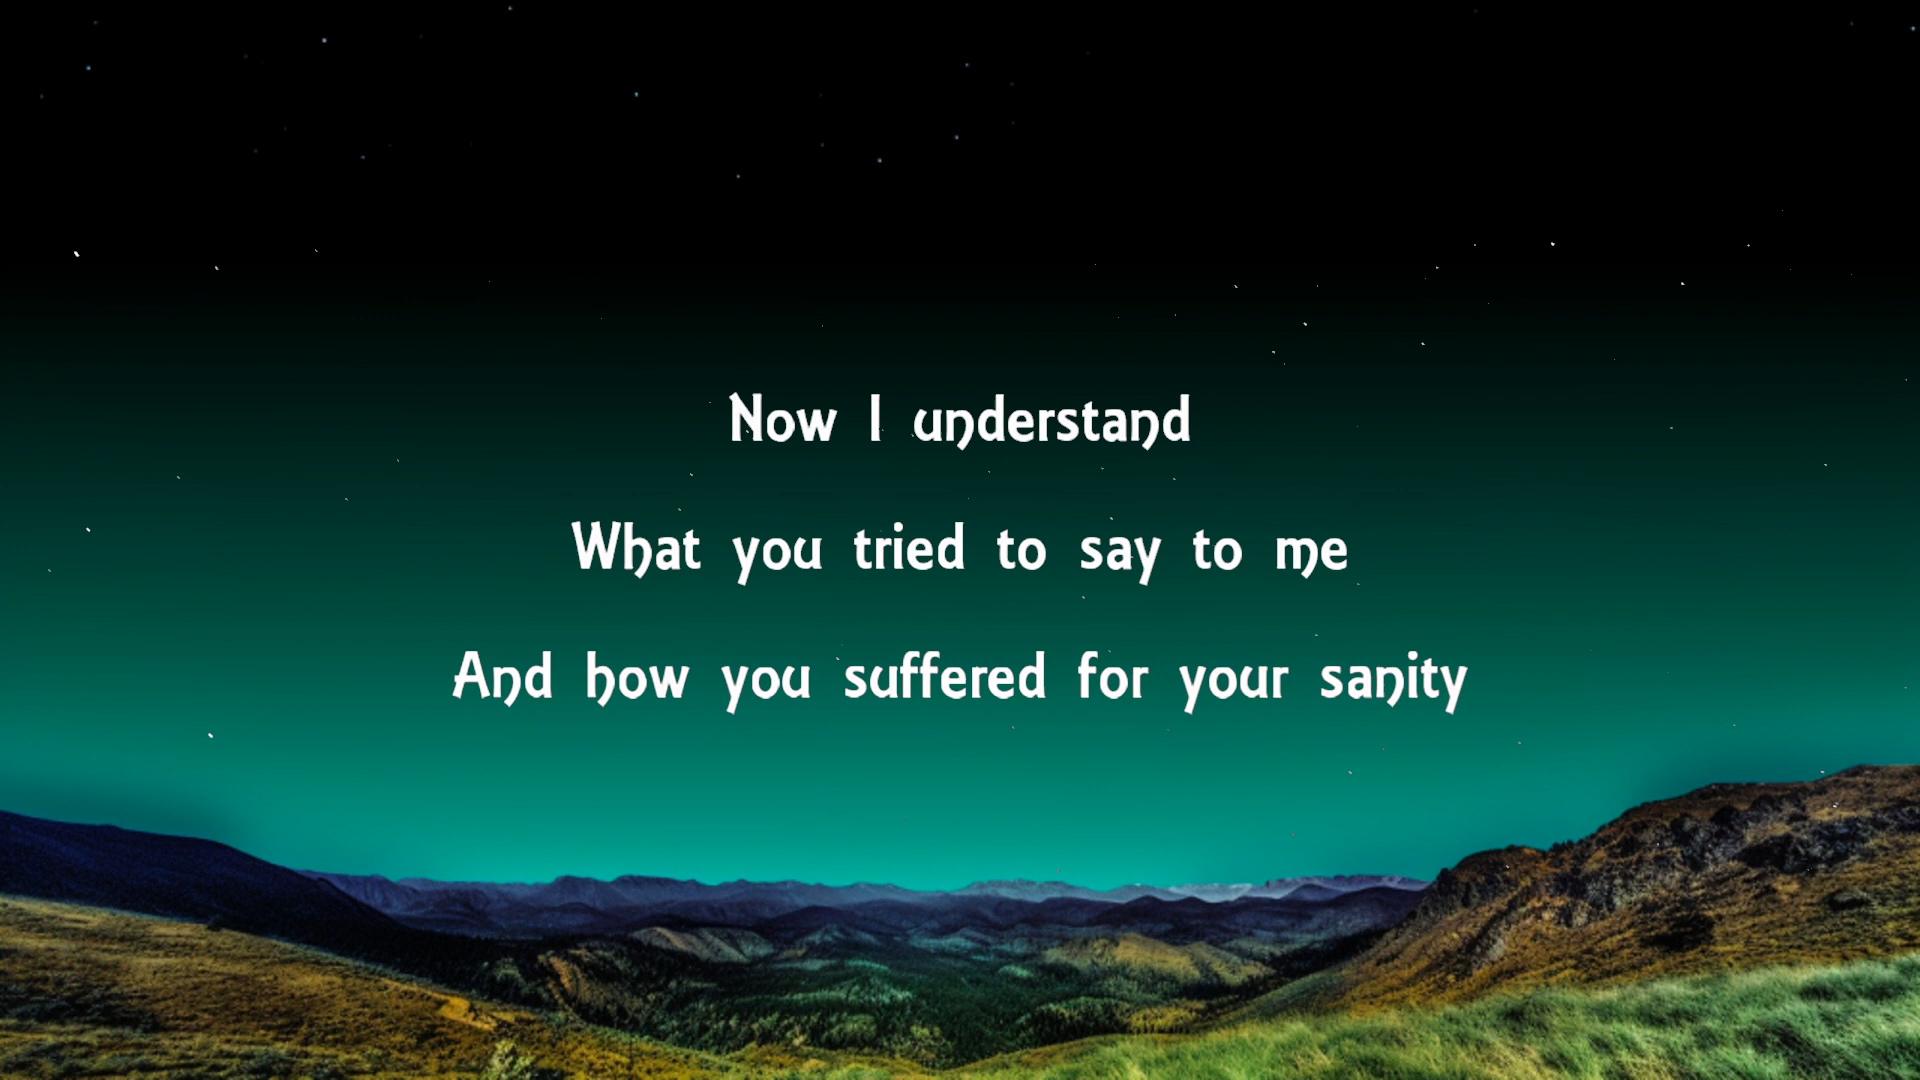 Now I understand
What you tried to say to me
And how you suffered for your sanity